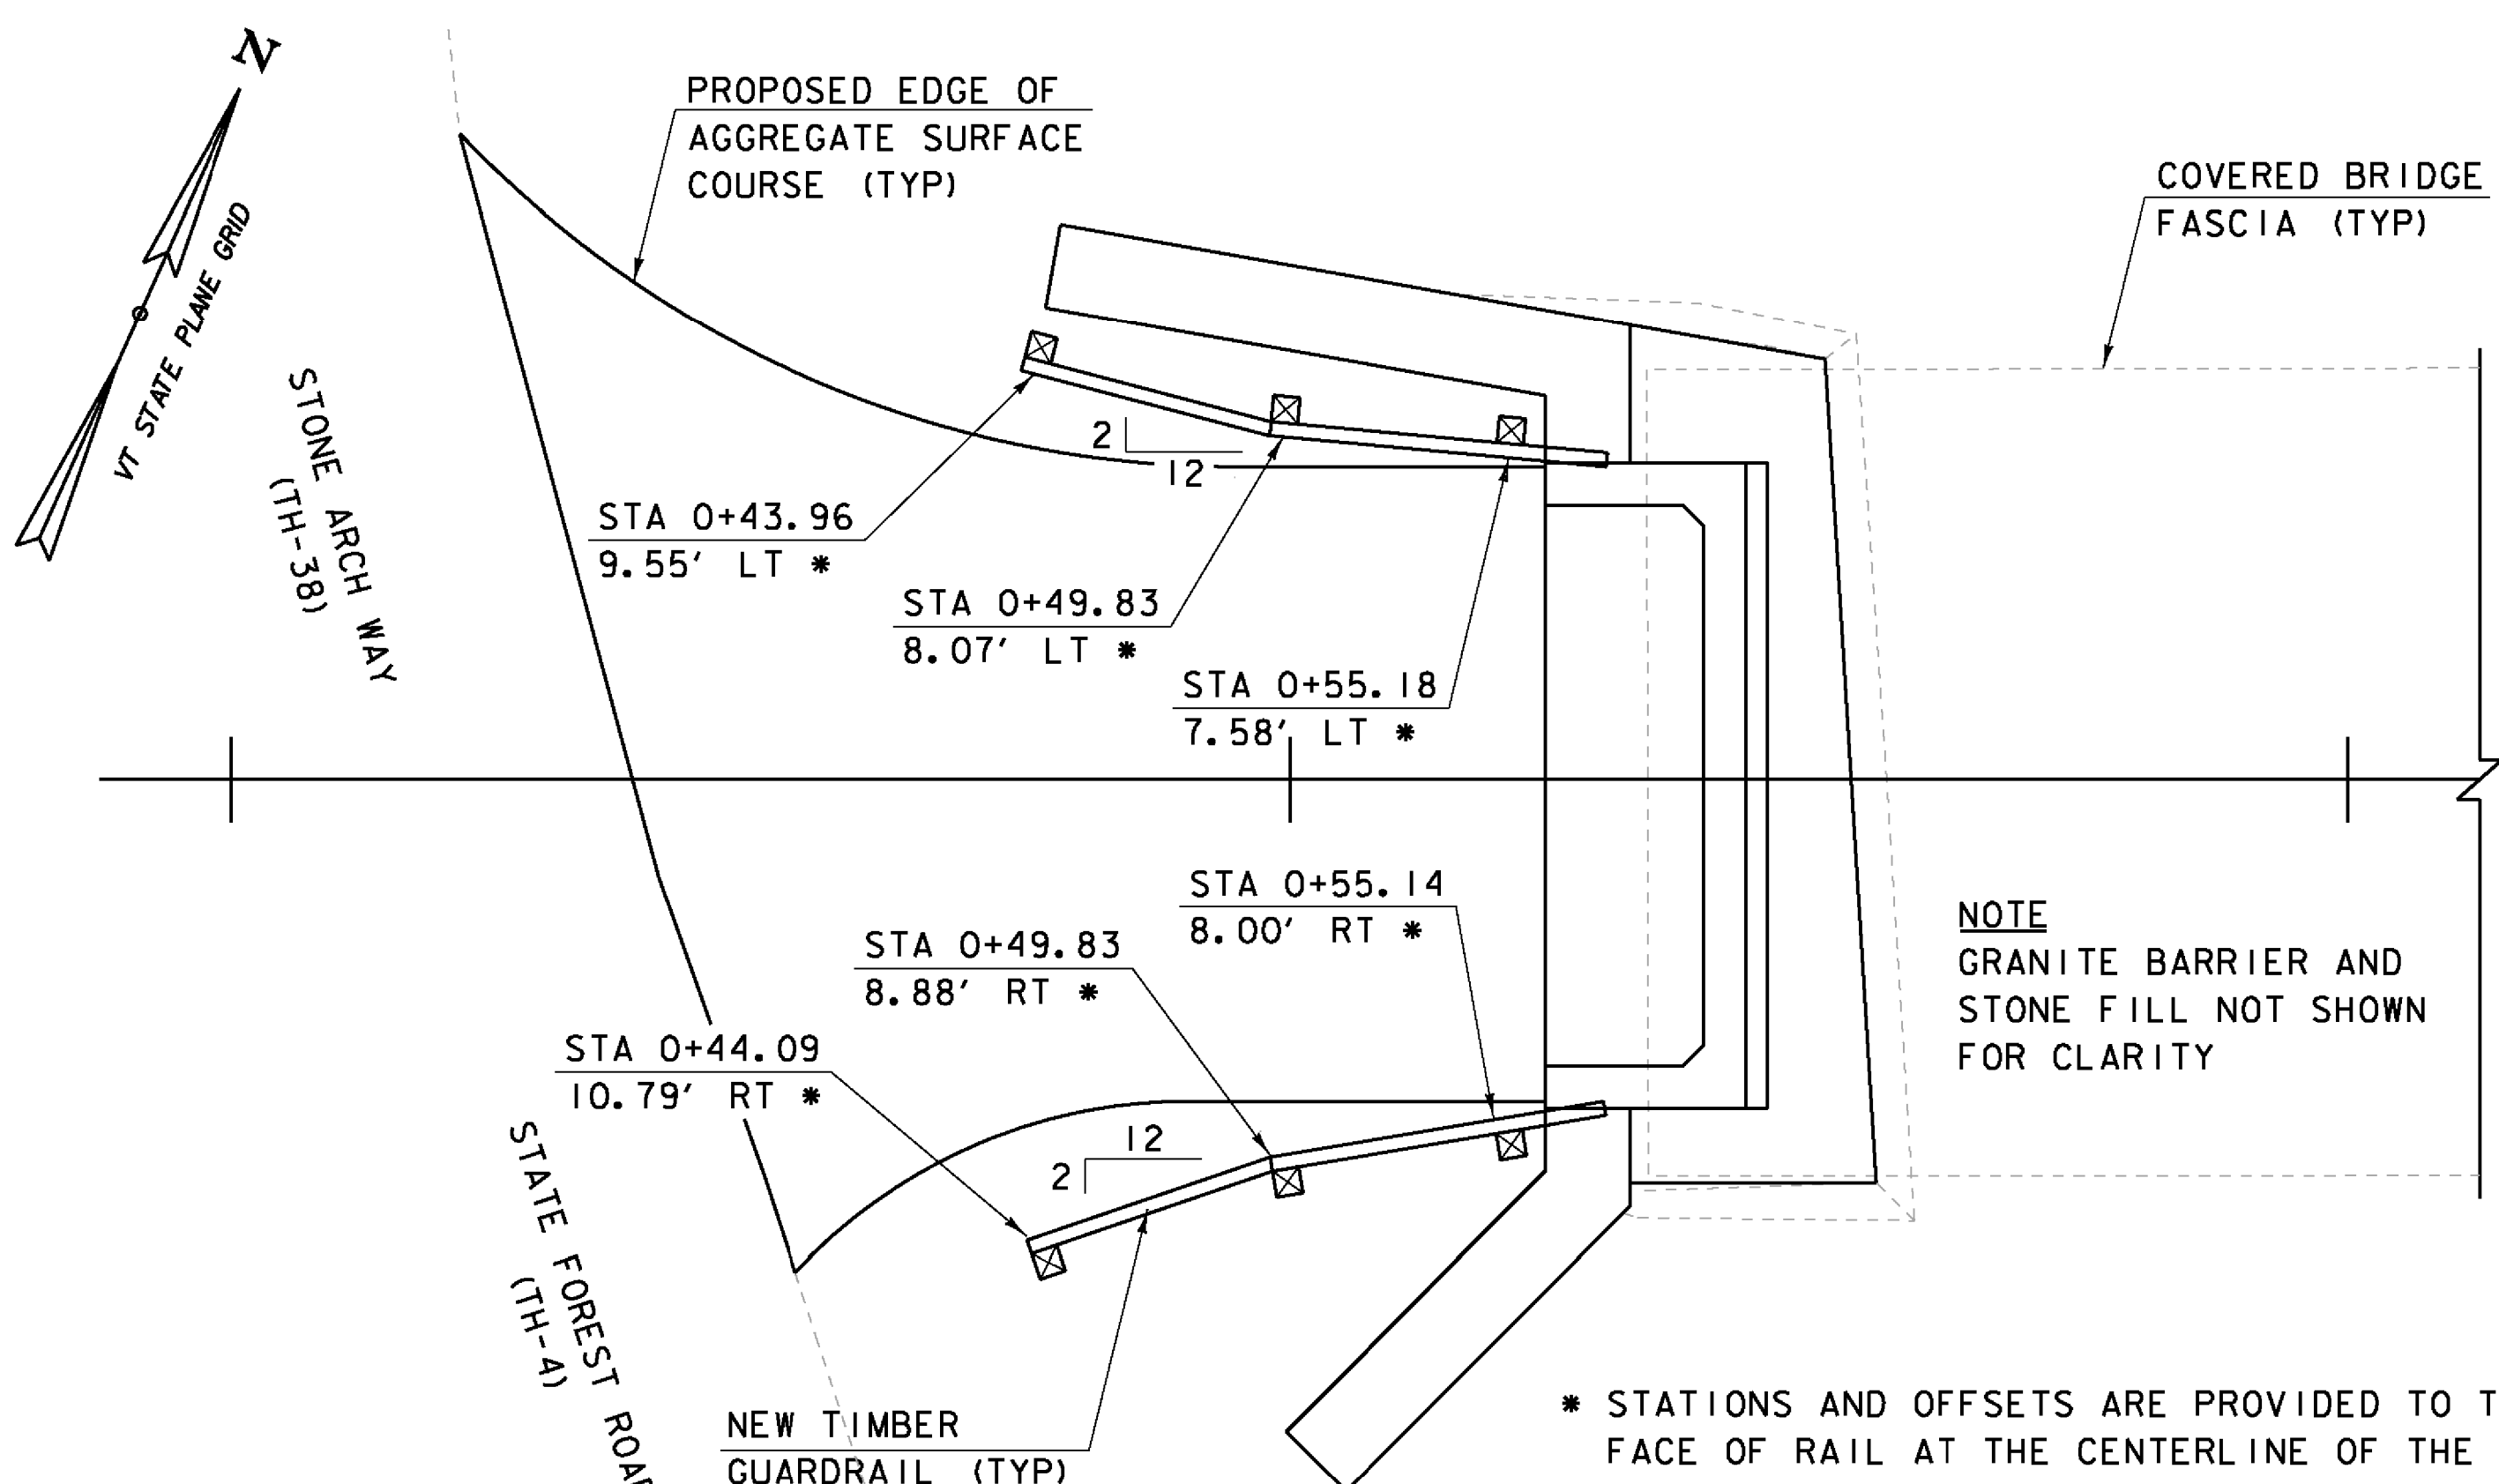 N
VT STATE PLANE GRID
PROPOSED EDGE OF
AGGREGATE SURFACE
COURSE (TYP)
COVERED BRIDGE
FASCIA (TYP)
STONE ARCH WAY
(TH-38)
2
12
STA 0+43.96
9.55' LT *
STA 0+49.83
8.07' LT *
STA 0+55.18
7.58' LT *
STA 0+55.14
8.00' RT *
STA 0+49.83
8.88' RT *
STA 0+44.09
10.79' RT *
12
2
NOTE
GRANITE BARRIER AND
STONE FILL NOT SHOWN
FOR CLARITY
STATE FOREST
(TH-4)
NEW TIMBER
GUARDRAIL (TYP)
* STATIONS AND OFFSETS ARE PROVIDED TO
FACE OF RAIL AT THE CENTERLINE OF THE